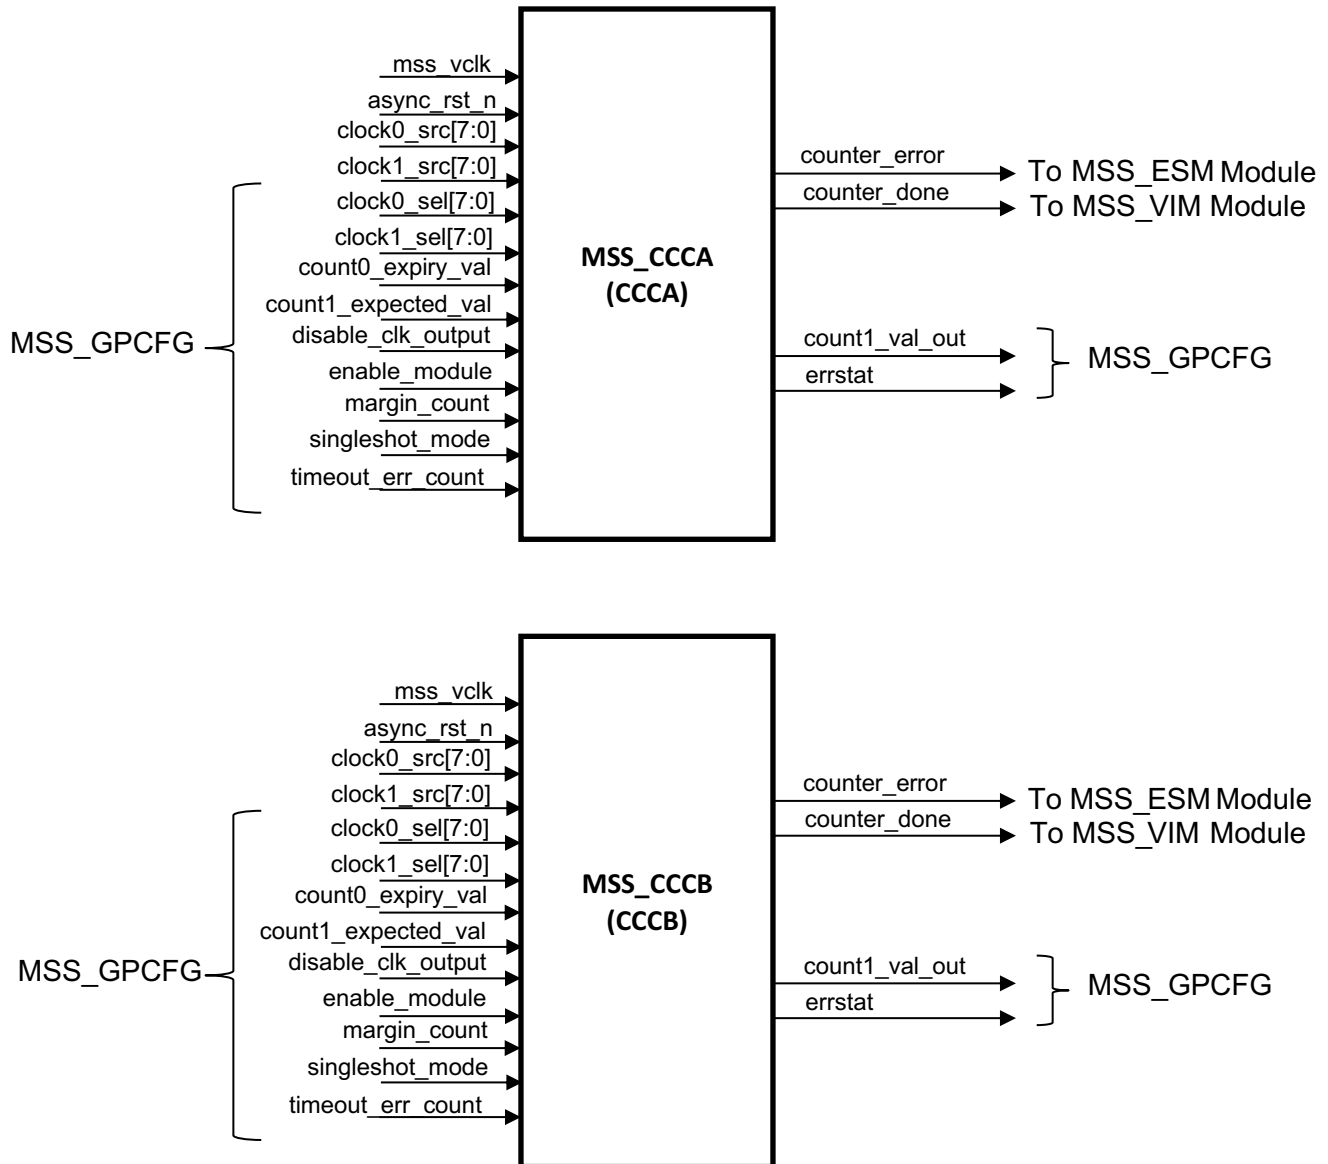 mss_vclk
async_rst_n
clock0_src[7:0]
clock1_src[7:0]
clock0_sel[7:0]
clock1_sel[7:0]
count0_expiry_val
count1_expected_val
disable_clk_output
enable_module
margin_count
singleshot_mode
timeout_err_count
MSS_GPCFG
MSS_CCCA
(CCCA)
counter_error
To MSS_ESM Module
counter_done
To MSS_VIM Module
count1_val_out
errstat
MSS_GPCFG
mss_vclk
async_rst_n
clock0_src[7:0]
clock1_src[7:0]
clock0_sel[7:0]
clock1_sel[7:0]
count0_expiry_val
count1_expected_val
disable_clk_output
enable_module
margin_count
singleshot_mode
timeout_err_count
MSS_GPCFG
MSS_CCCB
(CCCB)
counter_error
To MSS_ESM Module
counter_done
To MSS_VIM Module
count1_val_out
errstat
MSS_GPCFG